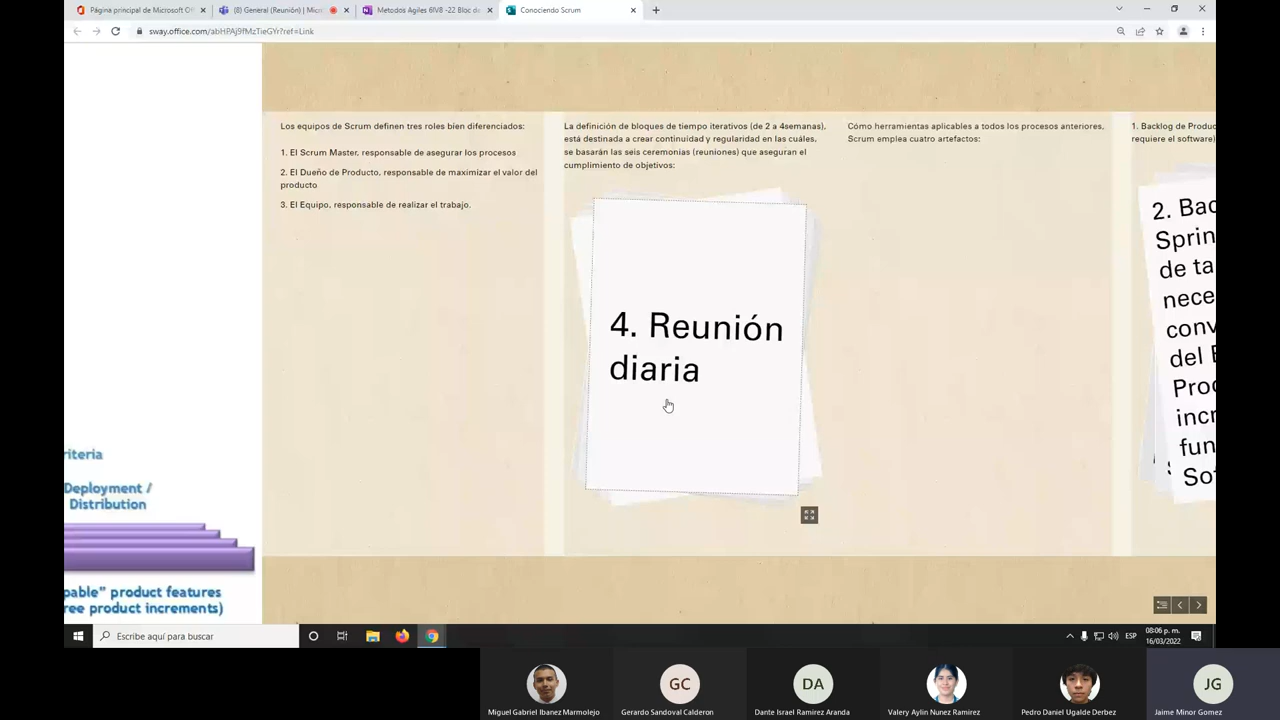 Página principal de Microsoft Of
(8) General (Reunión) | Micr
Metodos Agiles 6IV8 -22 Bloc de
Conociendo Scrum
Los equipos de Scrum definen tres roles bien diferenciados:
1. El Scrum Master, responsable de asegurar los procesos
2. El Dueño de Producto, responsable de maximizar el valor del
producto
3. El Equipo, responsable de realizar el trabajo.
La definición de bloques de tiempo iterativos (de 2 a 4semanas),
está destinada a crear continuidad y regularidad en las cuáles,
se basarán las seis ceremonias (reuniones) que aseguran el
cumplimiento de objetivos:
4. Reunión
diaria
Cómo herramientas aplicables a todos los procesos anteriores,
Scrum emplea cuatro artefactos:
1. Backlog de Produc
requiere el software)
2. Bac
Sprin
de ta
nece
conv
del
Pro
incr
fun
So
riteria
Deployment /
Distribution
pable" product features
ree product increments)
Escribe aquí para buscar
ESP
08:06 p. m.
16/03/2022
Miguel Gabriel Ibanez Marmolejo
GC
Gerardo Sandoval Calderon
DA
Dante Israel Ramirez Aranda
Valery Aylin Nunez Ramirez
Pedro Daniel Ugalde Derbez
JG
Jaime Minor Gomez